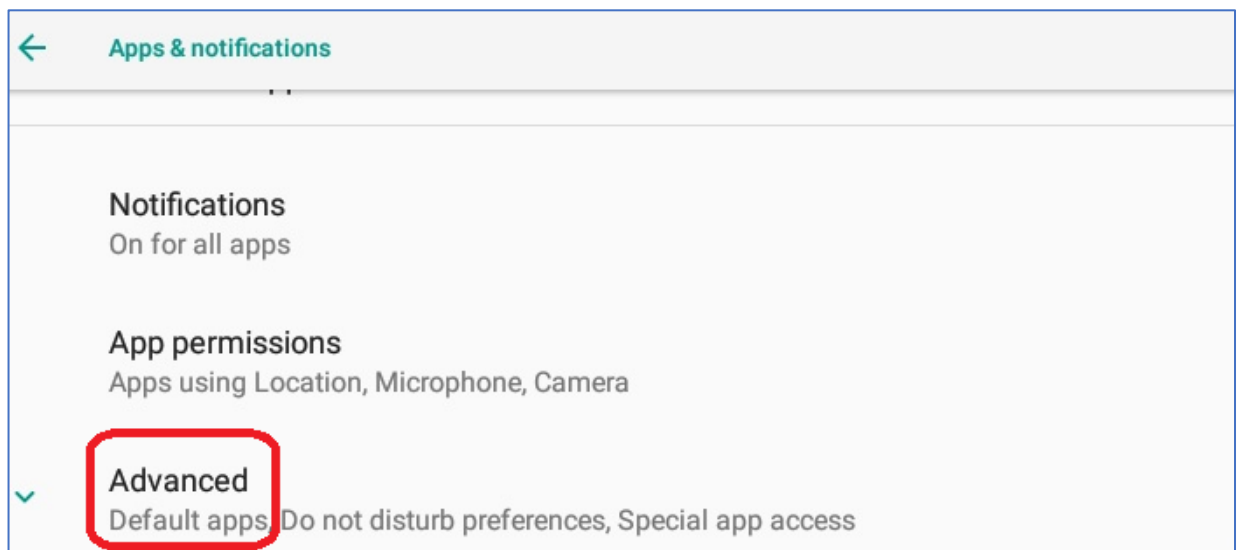 Apps & notifications
Notifications
On for all apps
App permissions
Apps using Location, Microphone, Camera
Advanced
Default apps, Do not disturb preferences, Special app access